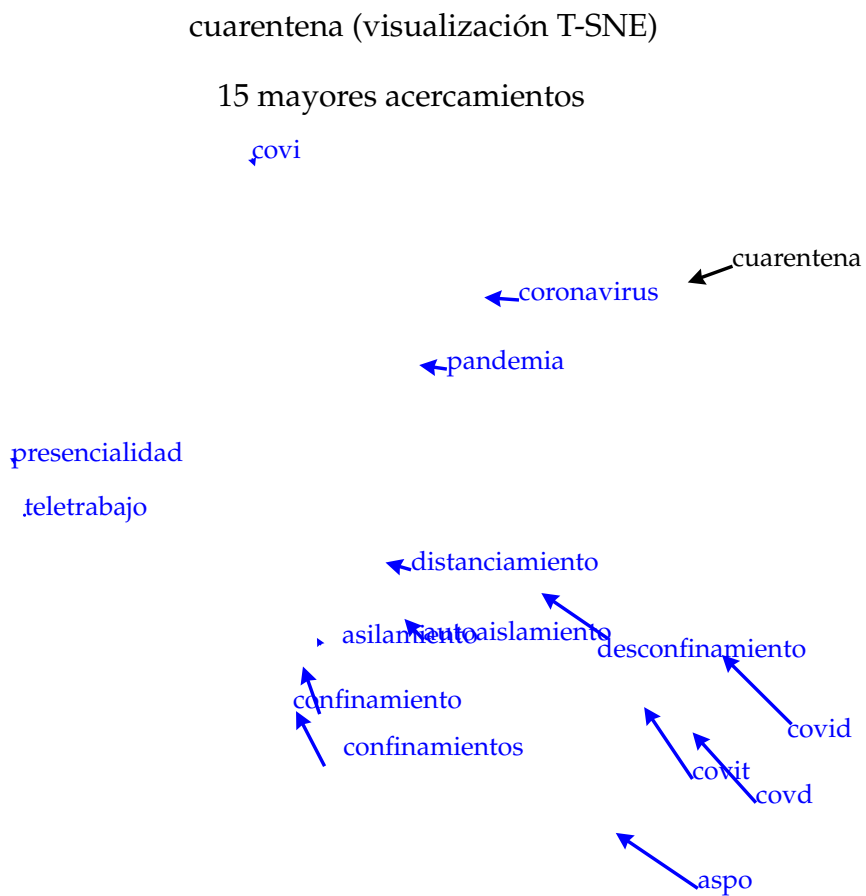 cuarentena (visualización T-SNE)
15 mayores acercamientos
covi
cuarentena
coronavirus
pandemia
presencialidad
teletrabajo
distanciamiento
asilamiento
autoaislamiento
desconfinamiento
confinamiento
covid
confinamientos
covit
covd
aspo